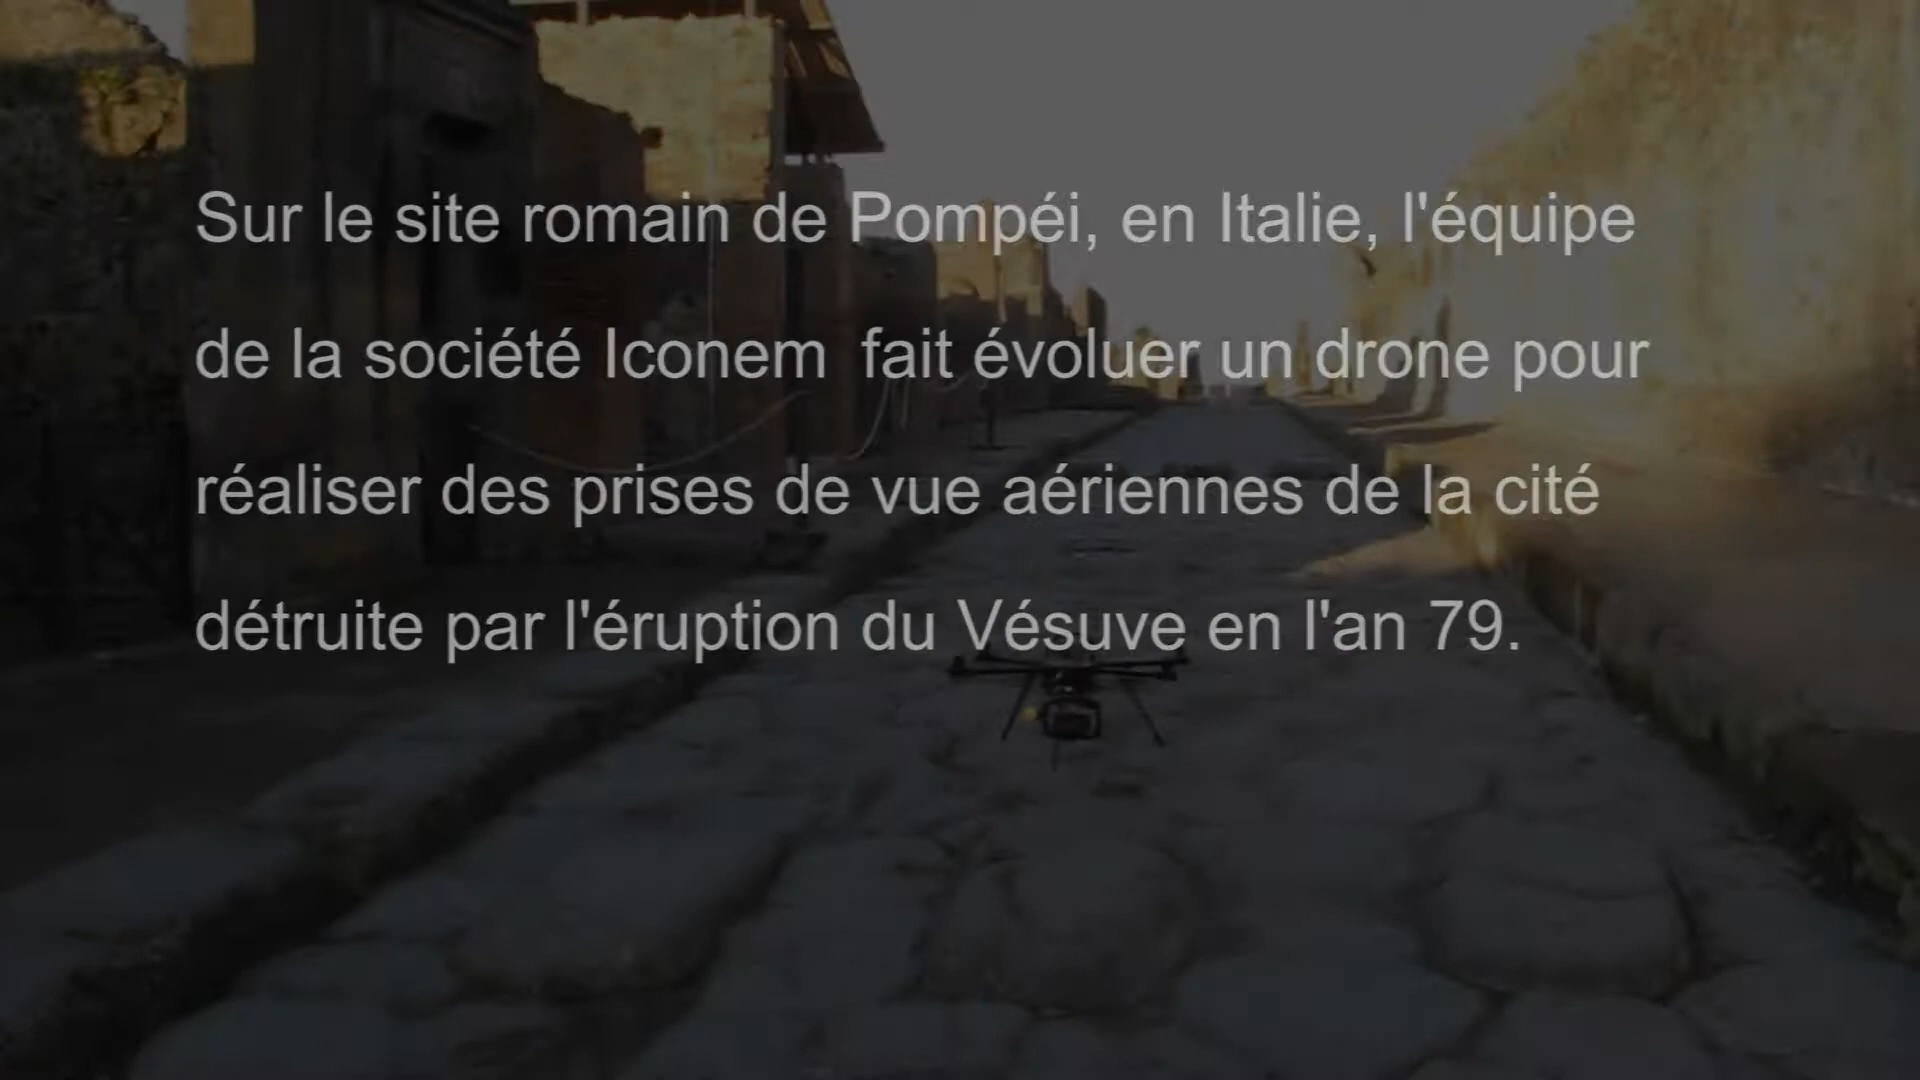 Sur le site romain de Pompéi, en Italie, l'équipe
de la société Iconem  fait évoluer un drone pour
réaliser des prises de vue aériennes de la cité
détruite par l'éruption du Vésuve en l'an 79.